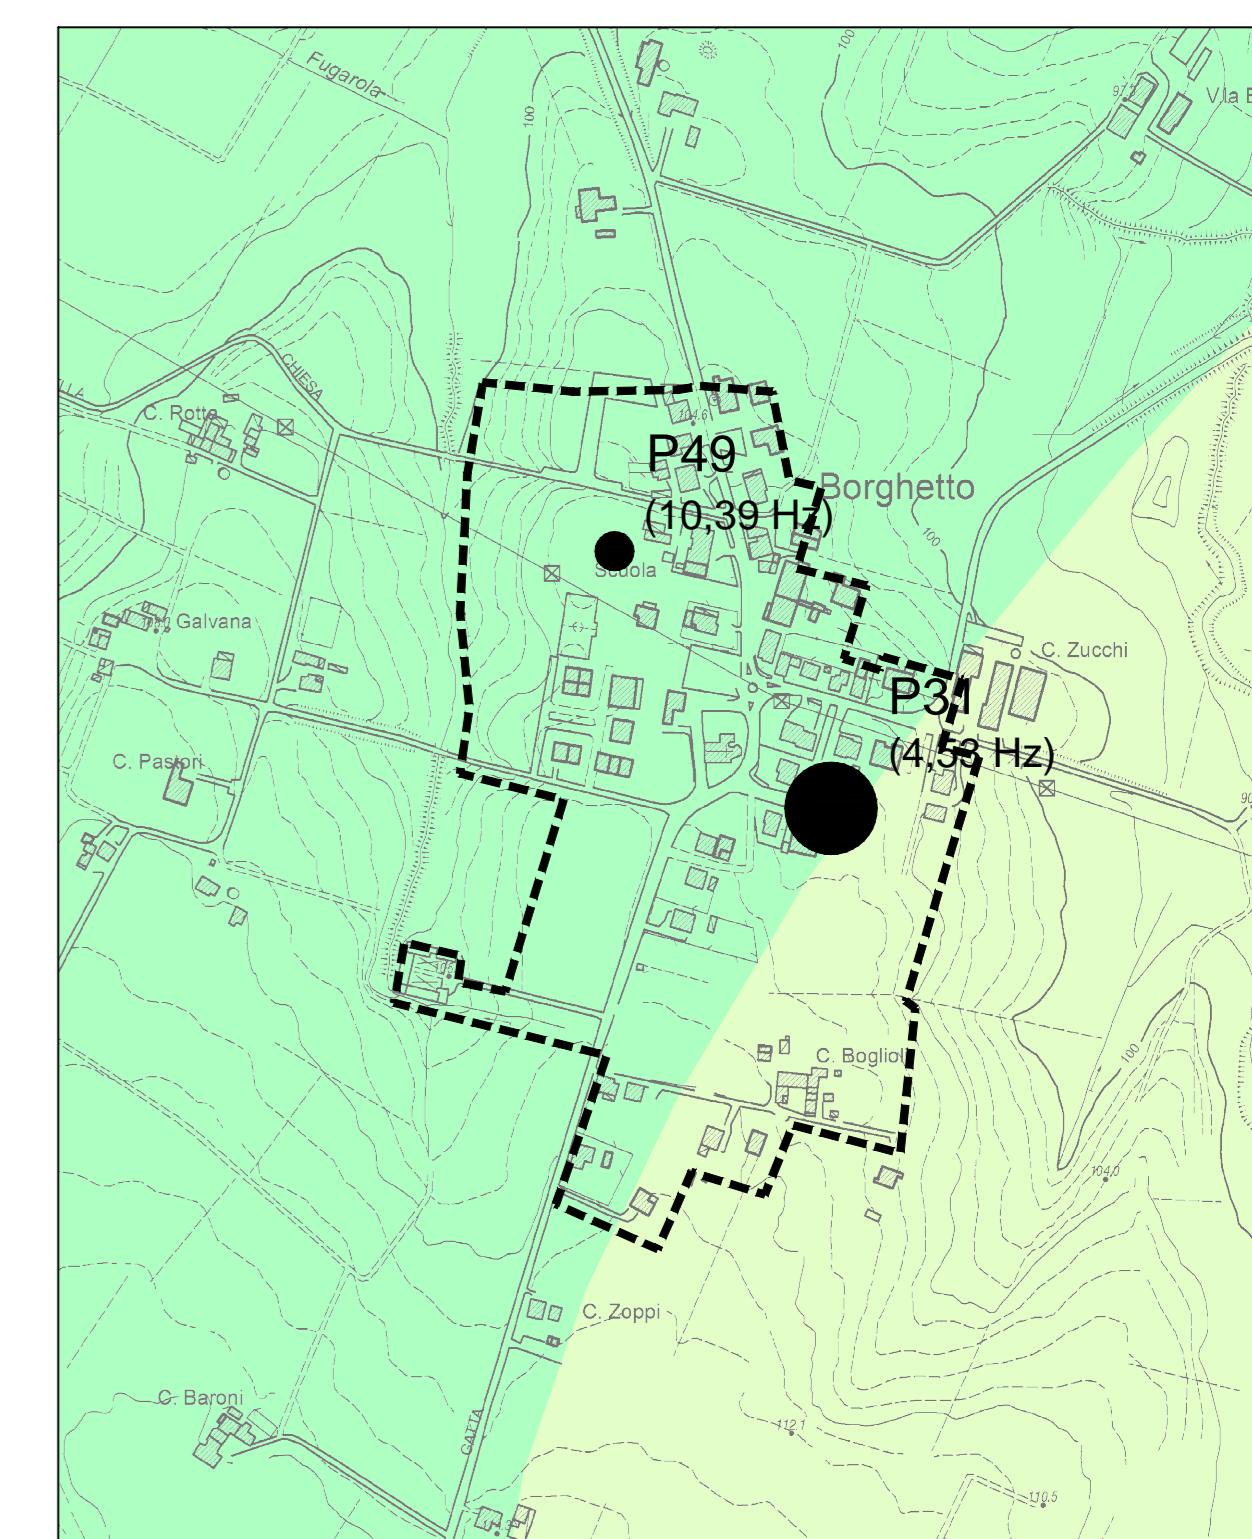 Fugarola
100
100
97.2
V.la B
CHIESA
LLA
C. Rotta
104.6
P49
(10,39 Hz)
Borghetto
100
Scuola
Galvana
C. Zucchi
P31
(4,53 Hz)
C. Pastori
90
C. Boglioli
100
104.0
C. Zoppi
C. Baroni
GATTA
112.1
110.5